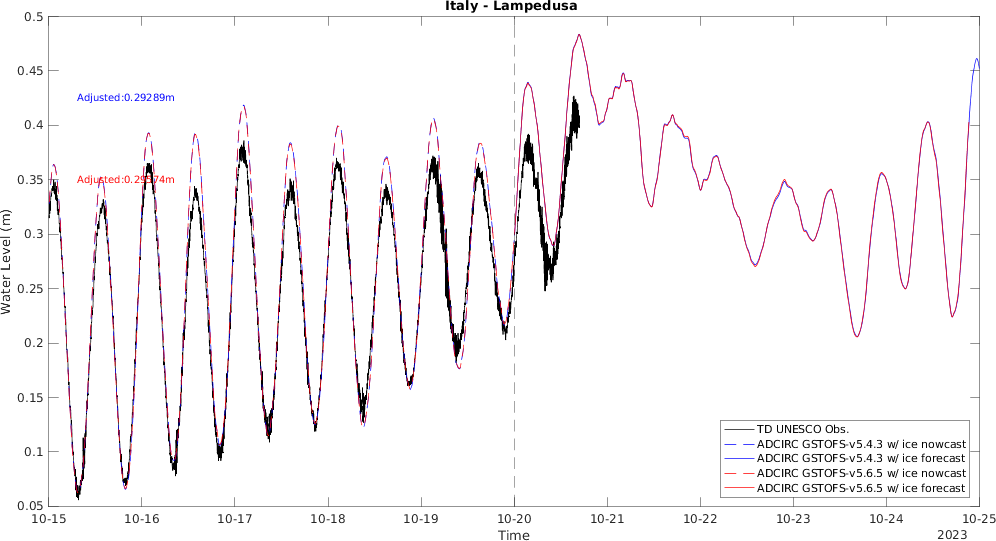 Italy - Lampedusa
0.5
0.45
0.4
0.35
0.3
0.25
0.2
0.15
0.1
0.05
Water Level (m)
Adjusted:0.29289m
Adjusted:0.29574m
TD UNESCO Obs.
ADCIRC GSTOFS-v5.4.3 w/ ice nowcast
ADCIRC GSTOFS-v5.4.3 w/ ice forecast
ADCIRC GSTOFS-v5.6.5 w/ ice nowcast
ADCIRC GSTOFS-v5.6.5 w/ ice forecast
10-15 10-16 10-17 10-18 10-19 10-20 10-21 10-22 10-23 10-24 10-25
Time
2023